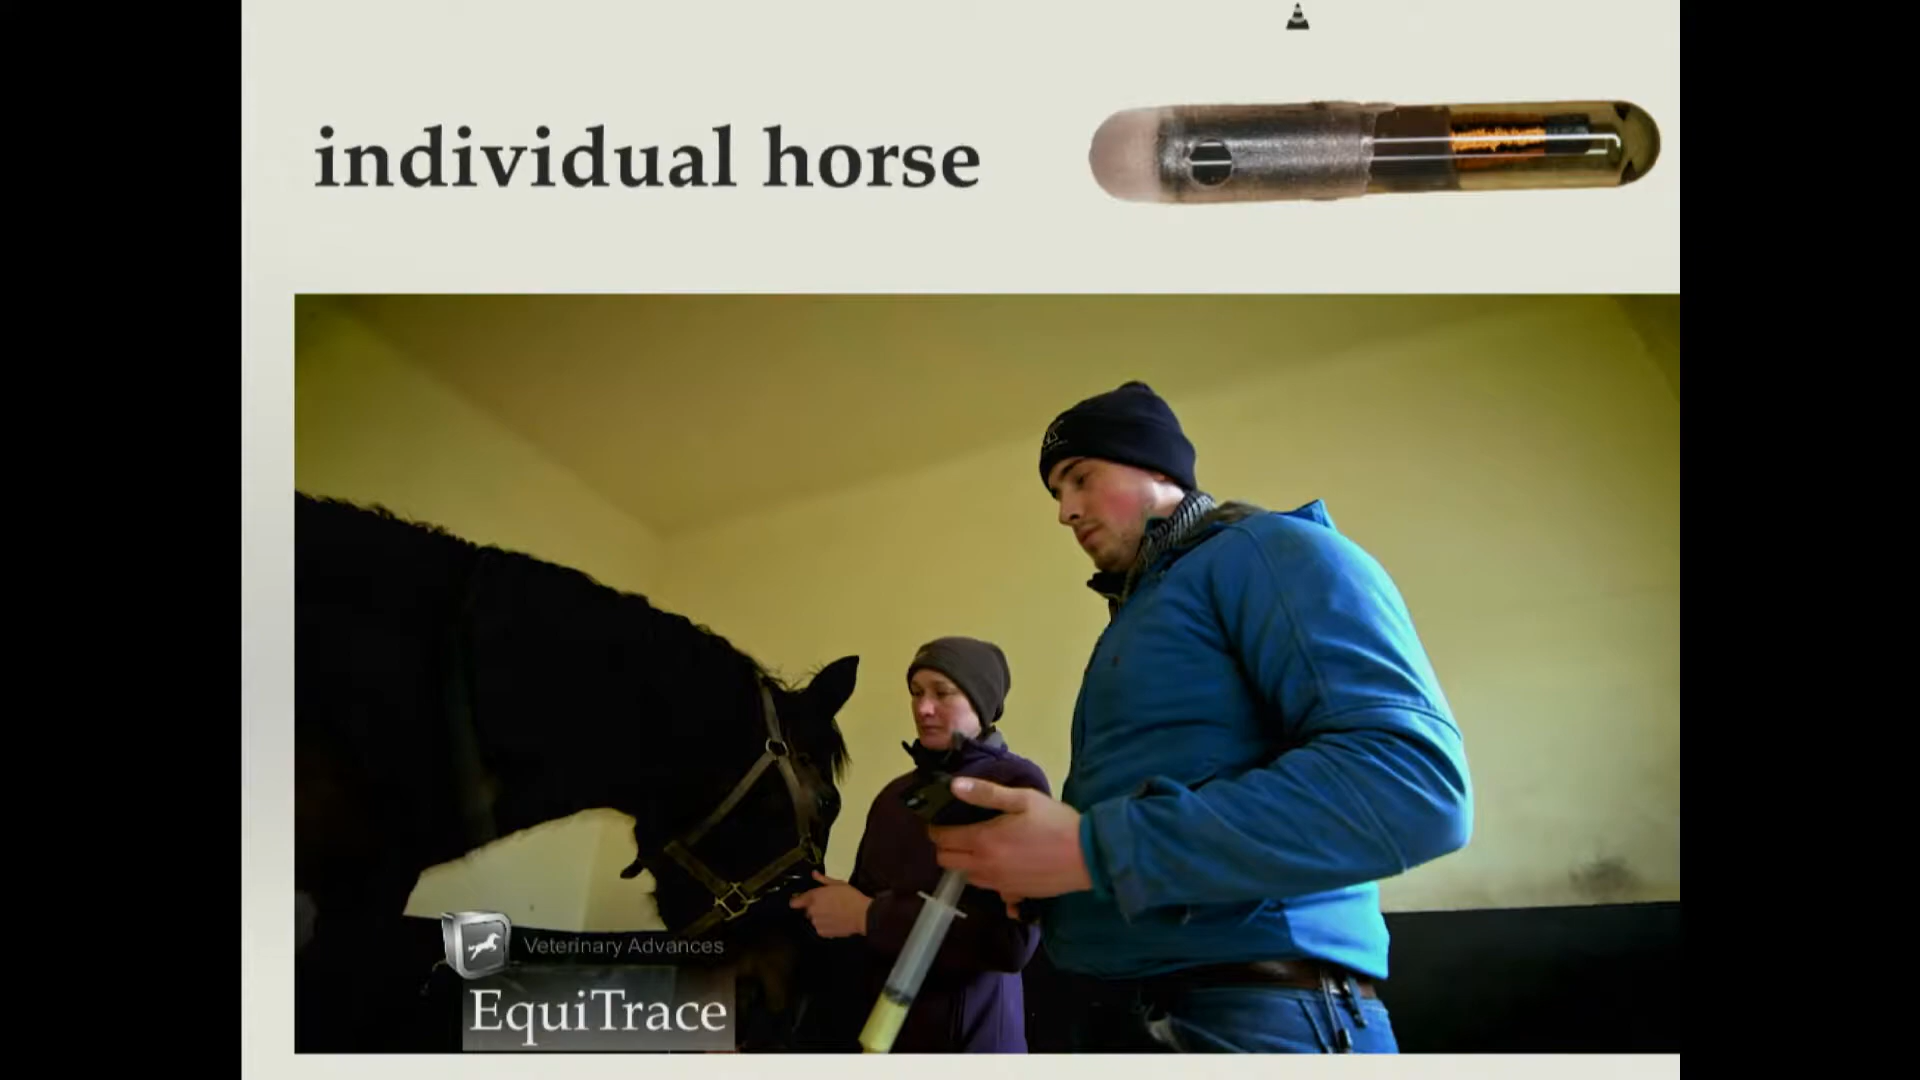 individual horse
Veterinary Advances
EquiTrace